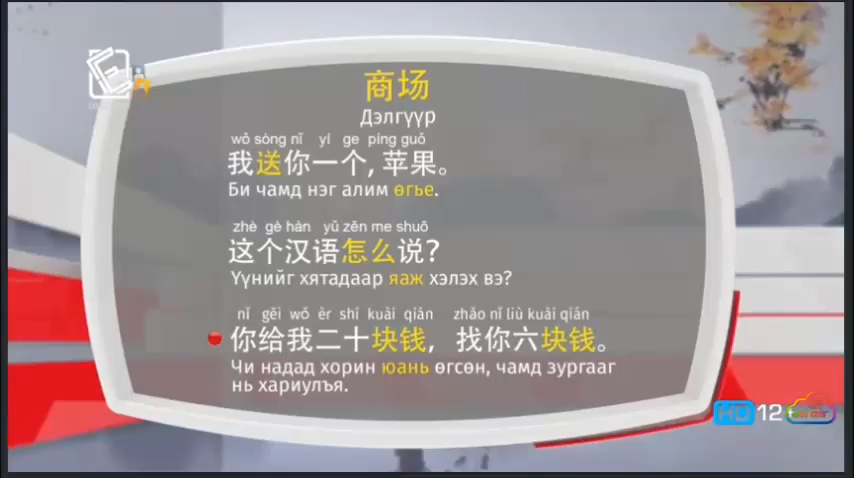 商场
Дэлгүүр
wǒ sòng nǐ yí ge píng guǒ
我送你一个, 苹果。
Би чамд нэг алим өгье.
zhè gè hàn yǔ zěn me shuō
这个汉语怎么说?
Үүнийг хятадаар яаж хэлэх вэ?
nǐ gěi wǒ èr shí kuài qián zhǎo nǐ liù kuài qián
你给我二十块钱, 找你六块钱。
Чи надад хорин юань өгсөн, чамд зургааг
нь хариулъя.
12